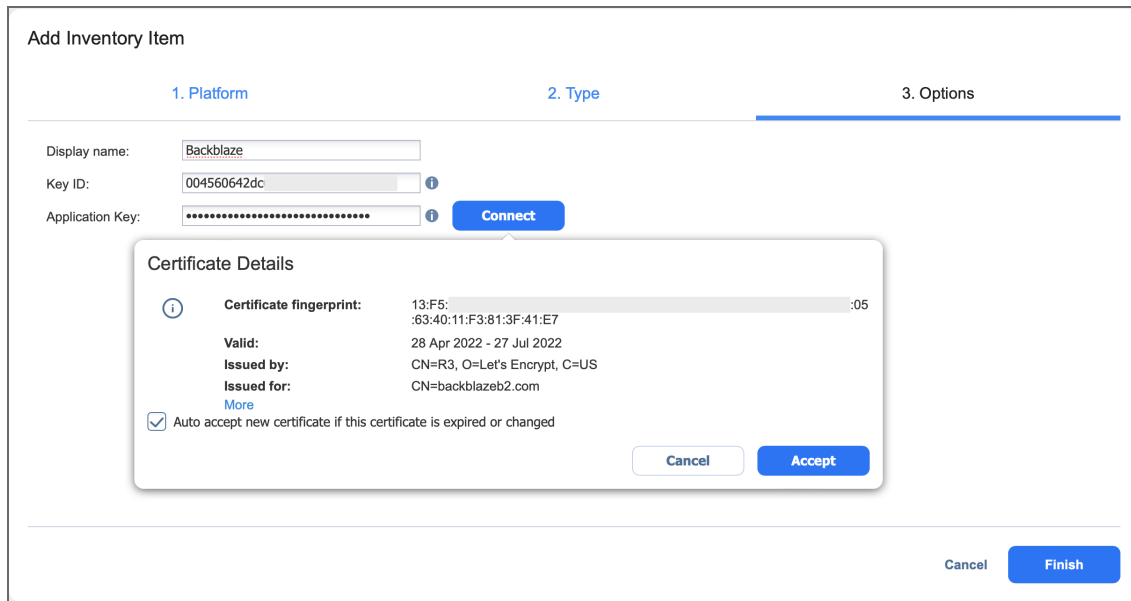 Add Inventory Item
1. Platform
2. Type
3. Options
Display name: Backblaze
Key ID: 004560642dc
Application Key: •••••••••••••••••••••••••••••••
Connect
Certificate Details
Certificate fingerprint: 13:F5: :05
:63:40:11:F3:81:3F:41:E7
Valid: 28 Apr 2022 - 27 Jul 2022
Issued by: CN=R3, O=Let's Encrypt, C=US
Issued for: CN=backblazeb2.com
More
Auto accept new certificate if this certificate is expired or changed
Cancel
Accept
Cancel
Finish